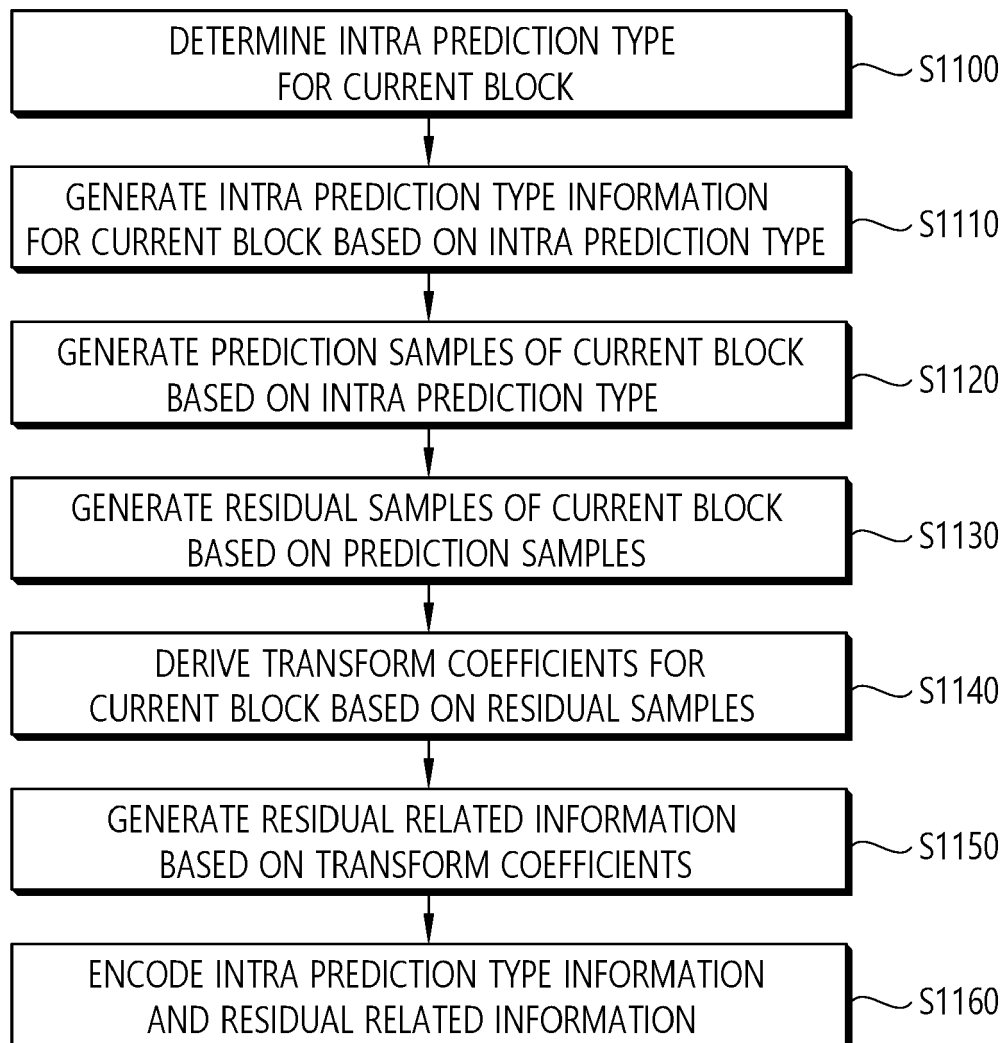 DETERMINE INTRA PREDICTION TYPE
FOR CURRENT BLOCK
S1100
GENERATE INTRA PREDICTION TYPE INFORMATION
FOR CURRENT BLOCK BASED ON INTRA PREDICTION TYPE
S1110
GENERATE PREDICTION SAMPLES OF CURRENT BLOCK
BASED ON INTRA PREDICTION TYPE
S1120
GENERATE RESIDUAL SAMPLES OF CURRENT BLOCK
BASED ON PREDICTION SAMPLES
S1130
DERIVE TRANSFORM COEFFICIENTS FOR
CURRENT BLOCK BASED ON RESIDUAL SAMPLES
S1140
GENERATE RESIDUAL RELATED INFORMATION
BASED ON TRANSFORM COEFFICIENTS
S1150
ENCODE INTRA PREDICTION TYPE INFORMATION
AND RESIDUAL RELATED INFORMATION
S1160